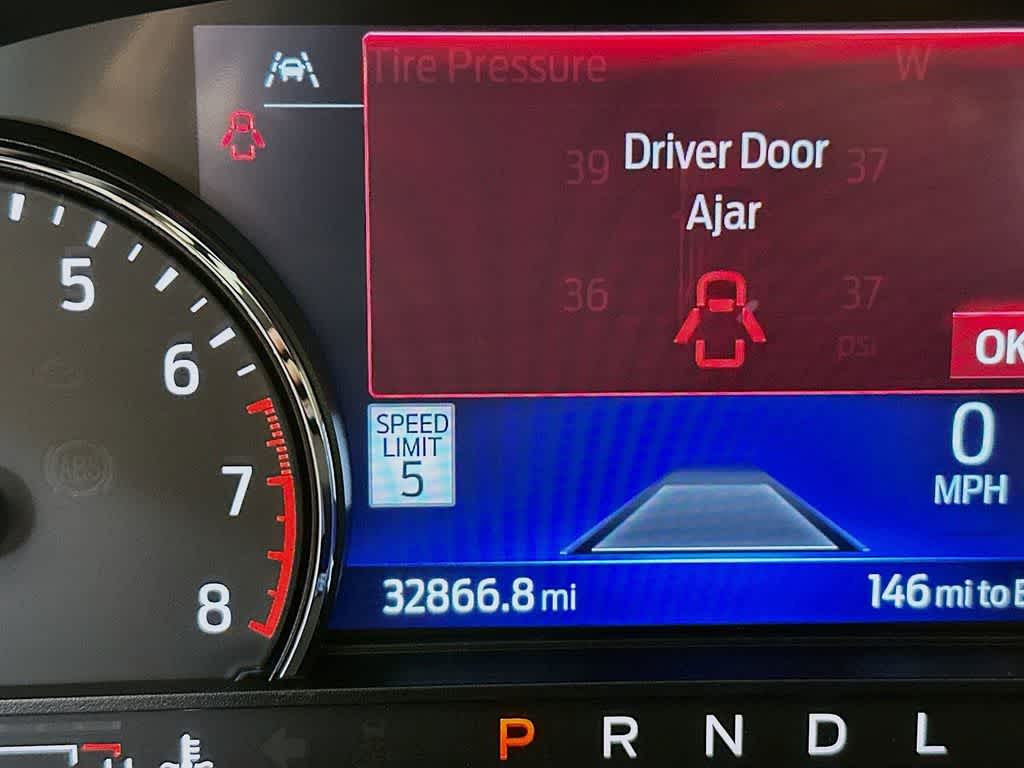 Tire Pressure W
Driver Door
Ajar
39 37
36 37
psi
OK
5
6
7
8
SPEED
LIMIT
5
0
MPH
32866.8 mi
146 mi to E
ABS
P R N D L